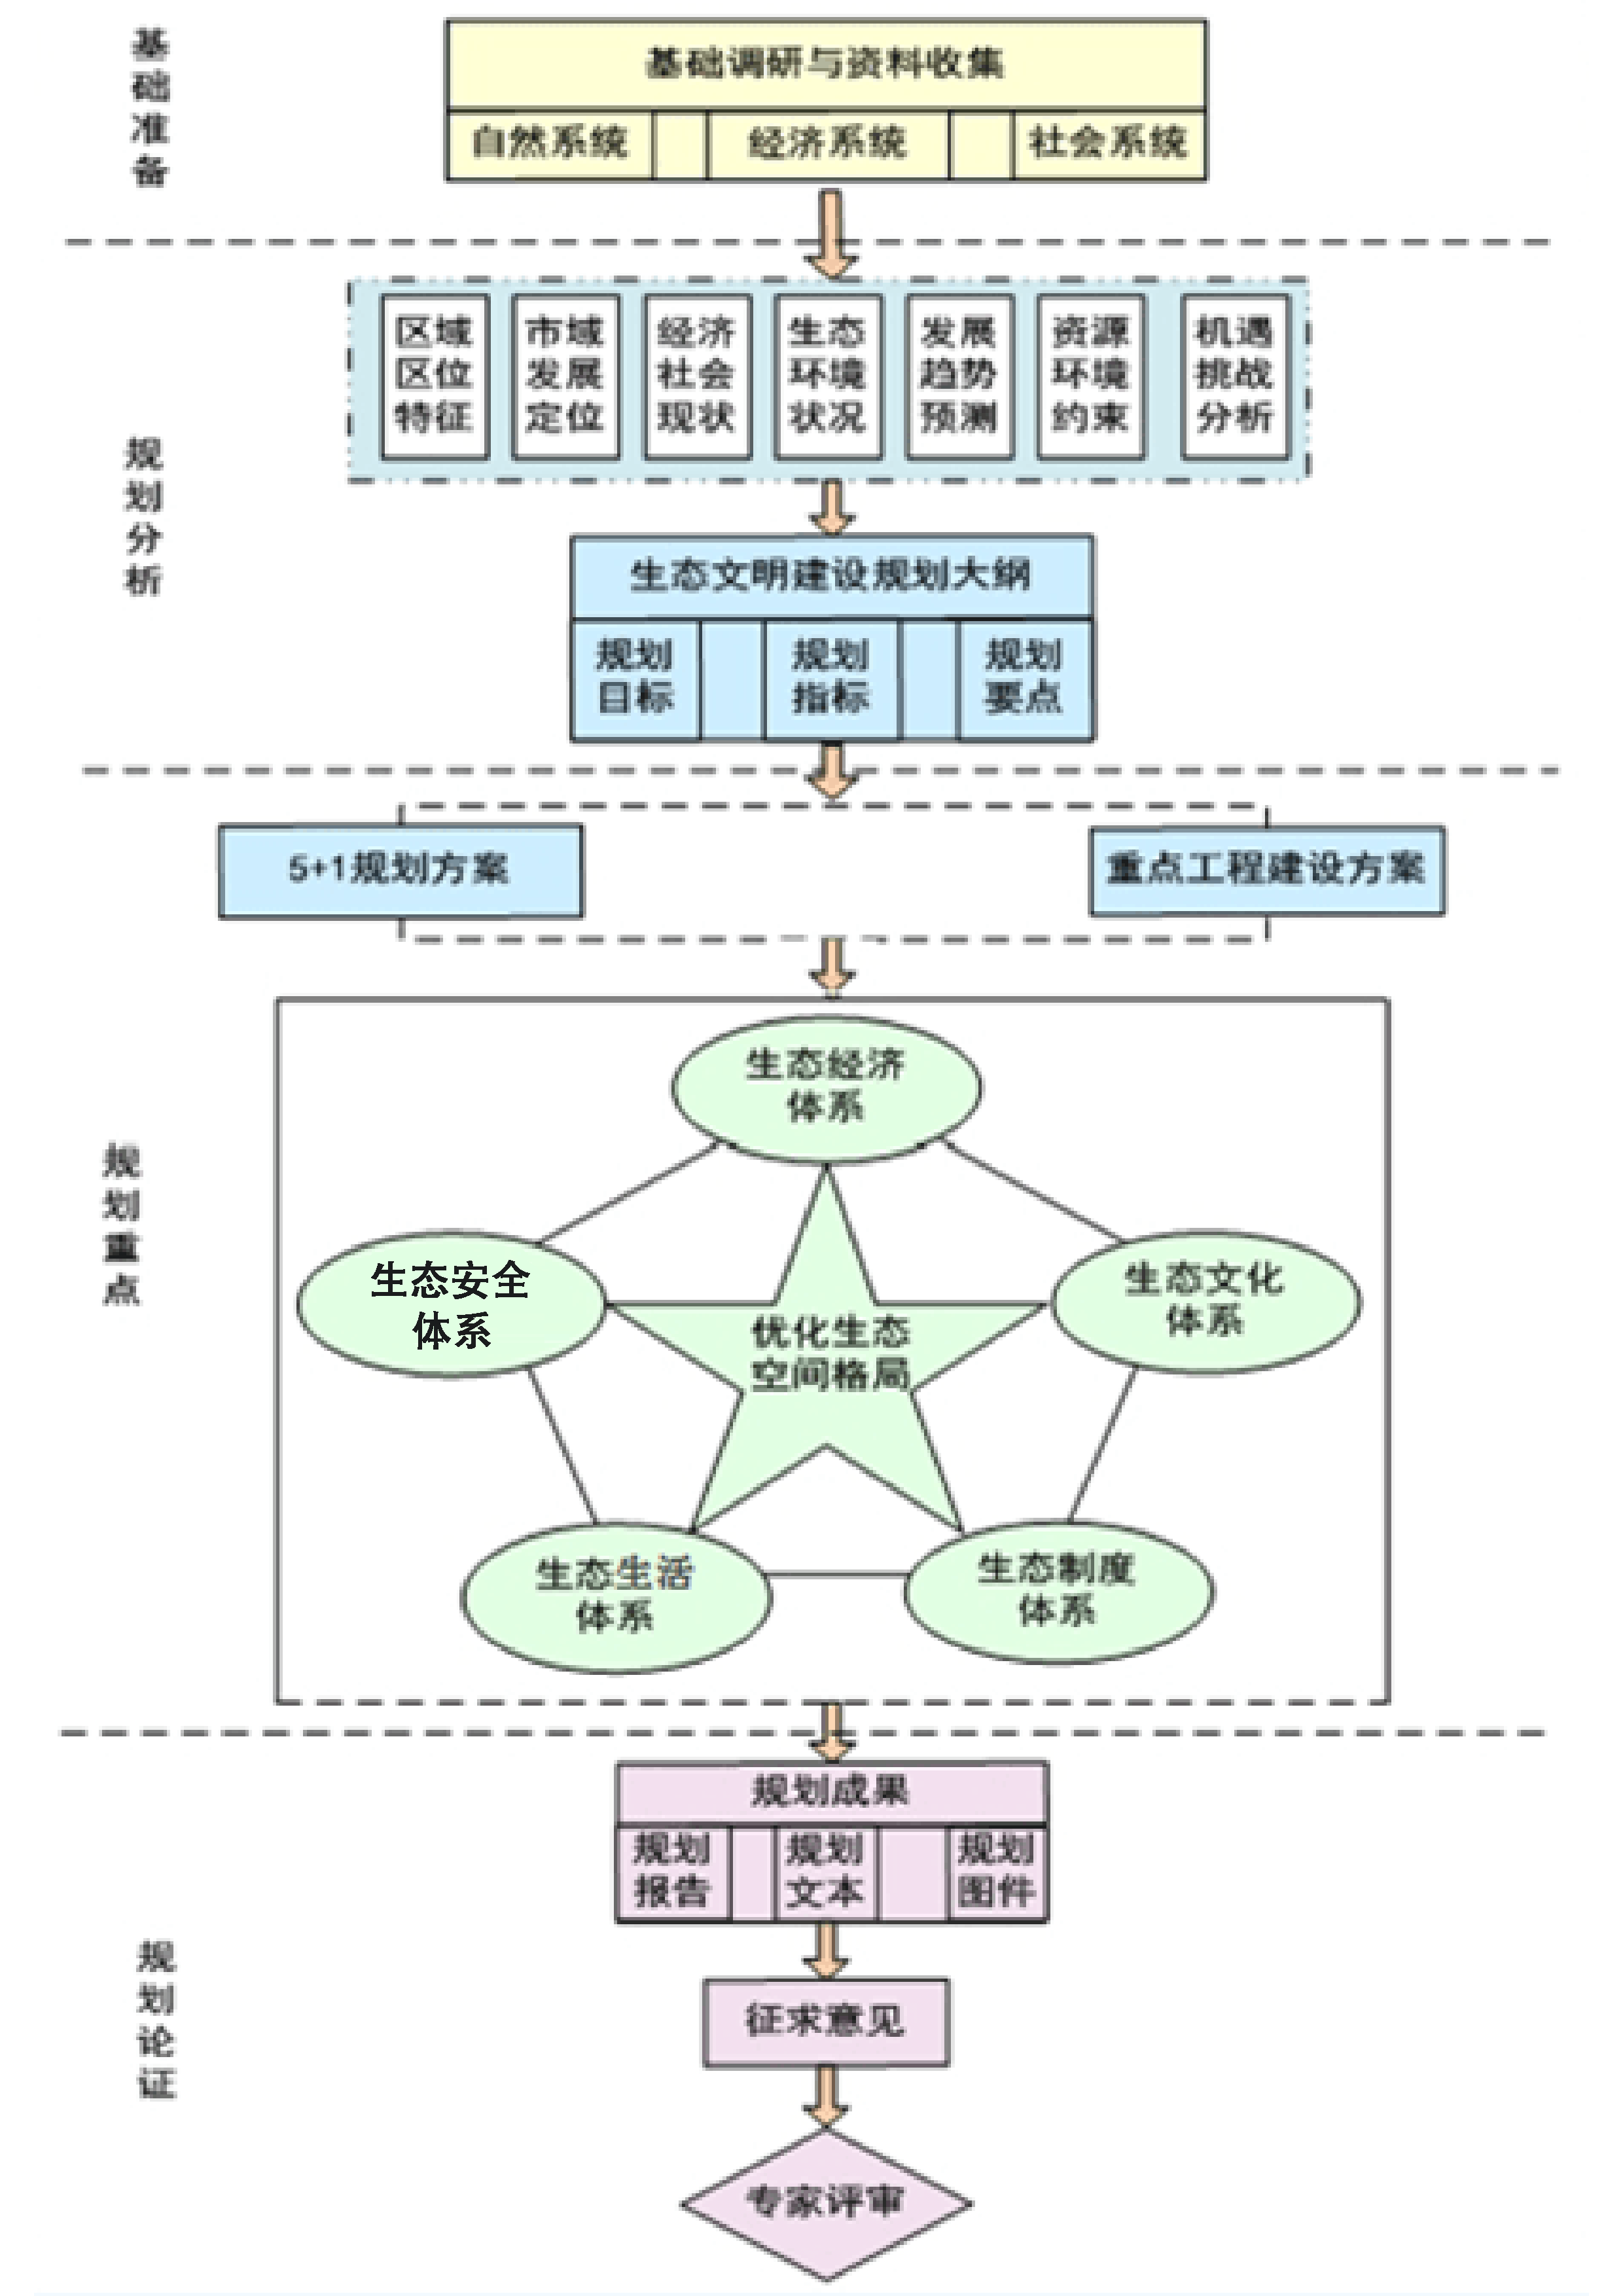 基础准备
基础调研与资料收集
自然系统
经济系统
社会系统
规划分析
区域
区位
特征
市域
发展
定位
经济
社会
现状
生态
环境
状况
发展
趋势
预测
资源
环境
约束
机遇
挑战
分析
生态文明建设规划大纲
规划
目标
规划
指标
规划
要点
5+1规划方案
重点工程建设方案
规划重点
生态经济
体系
生态安全
体系
生态文化
体系
优化生态
空间格局
生态生活
体系
生态制度
体系
规划论证
规划成果
规划
报告
规划
文本
规划
图件
征求意见
专家评审